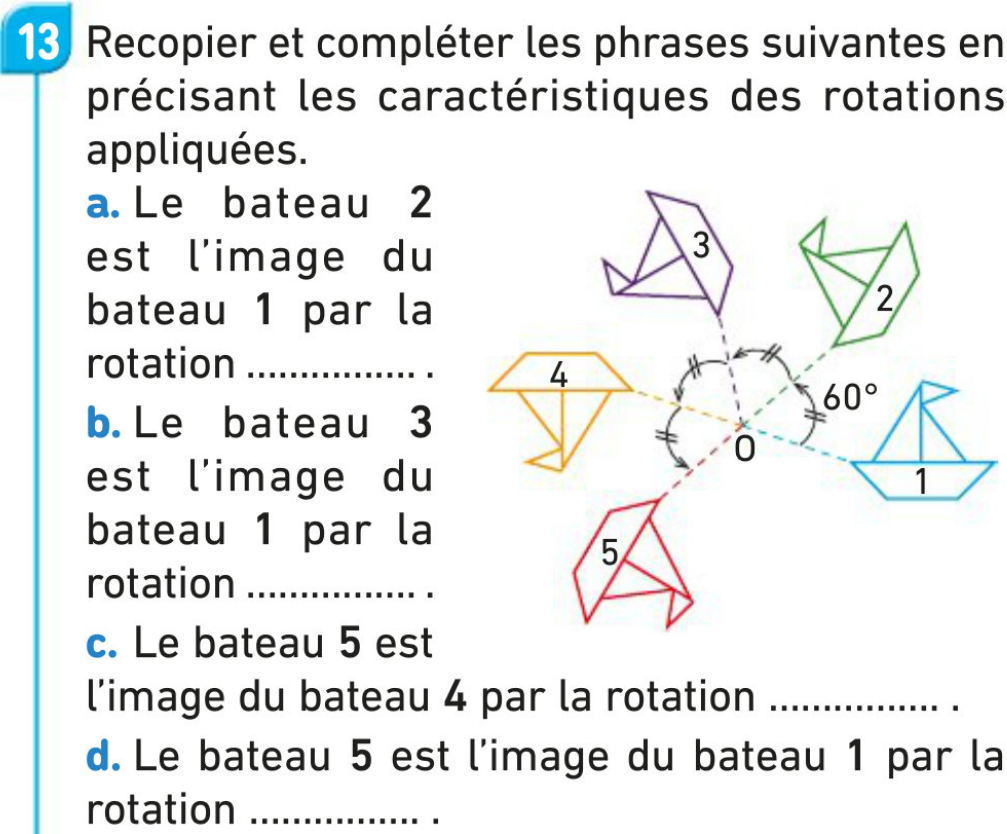 13 Recopier et compléter les phrases suivantes en
précisant les caractéristiques des rotations
appliquées.
a. Le bateau 2
est l'image du
bateau 1 par la
rotation ................ .
b. Le bateau 3
est l'image du
bateau 1 par la
rotation ................ .
c. Le bateau 5 est
l'image du bateau 4 par la rotation ................ .
d. Le bateau 5 est l'image du bateau 1 par la
rotation ................ .
3
2
4
60°
O
1
5